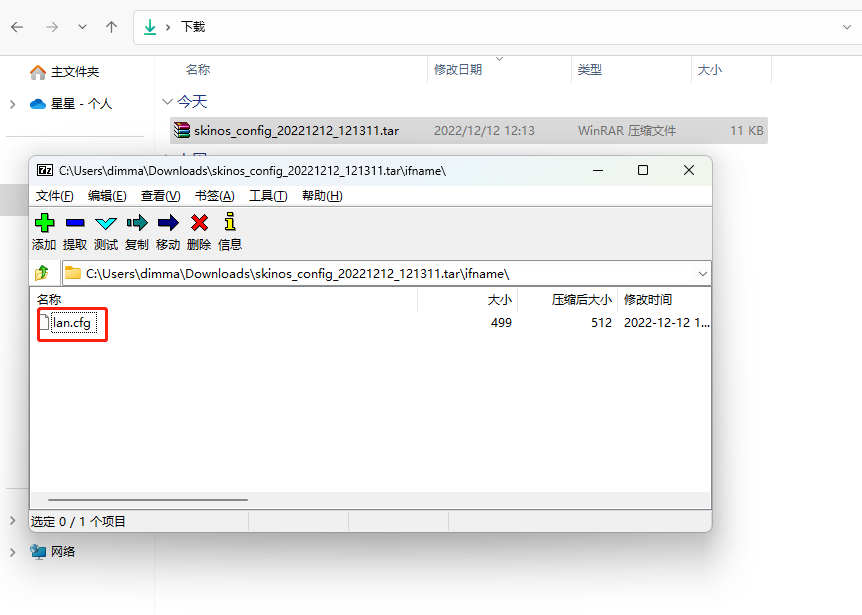 下载
名称 修改日期 类型 大小
主文件夹
星星 - 个人
今天
skinos_config_20221212_121311.tar 2022/12/12 12:13 WinRAR 压缩文件 11 KB
C:\Users\dimma\Downloads\skinos_config_20221212_121311.tar\ifname\
文件(F) 编辑(E) 查看(V) 书签(A) 工具(T) 帮助(H)
添加 提取 测试 复制 移动 删除 信息
C:\Users\dimma\Downloads\skinos_config_20221212_121311.tar\ifname\
名称 大小 压缩后大小 修改时间
lan.cfg 499 512 2022-12-12 1...
选定 0 / 1 个项目
网络